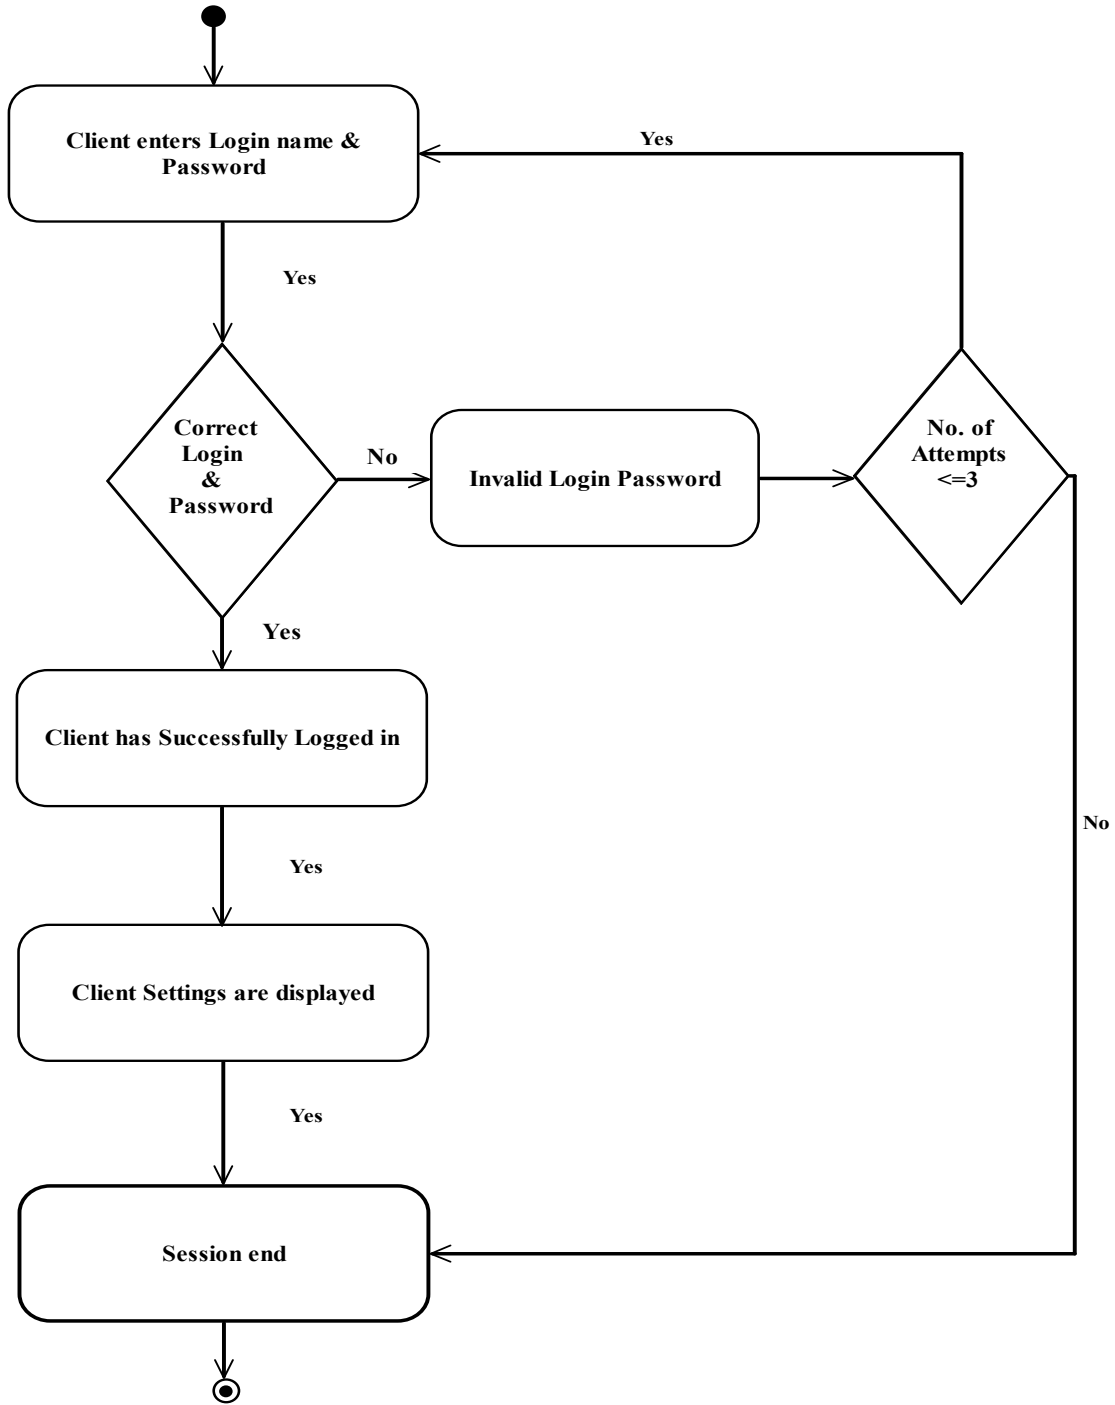 Client enters Login name &
Password
Yes
Yes
Correct
Login
&
Password
No
Invalid Login Password
No. of
Attempts
<=3
Yes
Client has Successfully Logged in
No
Yes
Client Settings are displayed
Yes
Session end